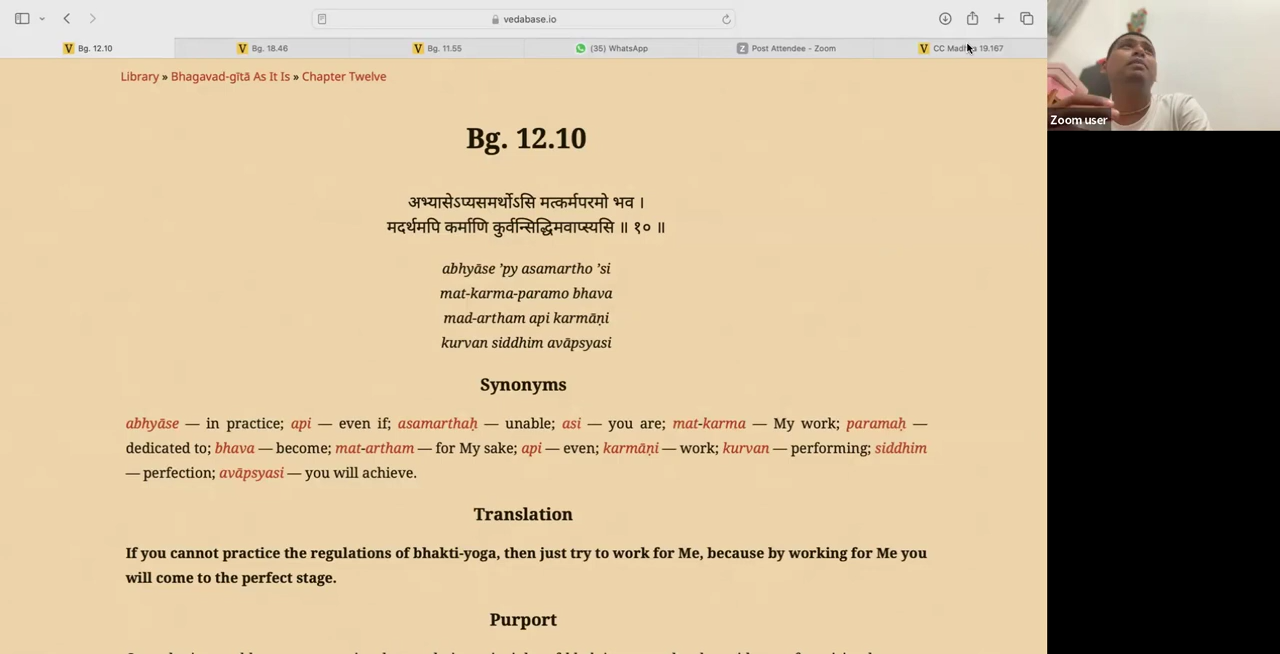 vedabase.io
Bg. 12.10
Bg. 18.46
Bg. 11.55
(35) WhatsApp
Post Attendee - Zoom
CC Madhya 19.167
Library » Bhagavad-gītā As It Is » Chapter Twelve
Zoom user
Bg. 12.10
अभ्यासेऽप्यसमर्थोऽसि मत्कर्मपरमो भव ।
मदर्थमपि कर्माणि कुर्वन्सिद्धिमवाप्स्यसि ॥ १० ॥
abhyāse ’py asamartho ’si
mat-karma-paramo bhava
mad-artham api karmāṇi
kurvan siddhim avāpsyasi
Synonyms
abhyāse — in practice; api — even if; asamarthaḥ — unable; asi — you are; mat-karma — My work; paramaḥ —
dedicated to; bhava — become; mat-artham — for My sake; api — even; karmāṇi — work; kurvan — performing; siddhim
— perfection; avāpsyasi — you will achieve.
Translation
If you cannot practice the regulations of bhakti-yoga, then just try to work for Me, because by working for Me you
will come to the perfect stage.
Purport